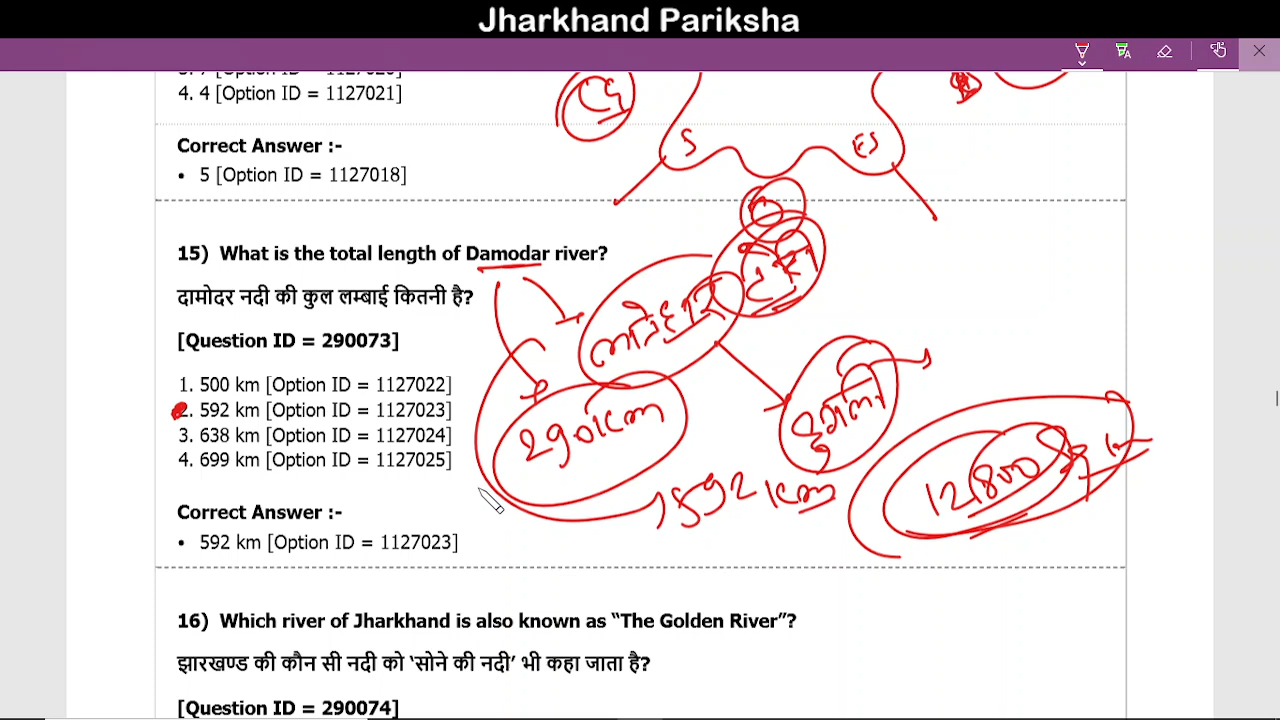 Jharkhand Pariksha
4. 4 [Option ID = 1127021]
S
ES
Correct Answer :-
• 5 [Option ID = 1127018]
15) What is the total length of Damodar river?
दामोदर नदी की कुल लम्बाई कितनी है?
लातेहार
[Question ID = 290073]
1. 500 km [Option ID = 1127022]
2. 592 km [Option ID = 1127023]
3. 638 km [Option ID = 1127024]
4. 699 km [Option ID = 1127025]
290km
हुगली
592 km
12,800
Correct Answer :-
• 592 km [Option ID = 1127023]
16) Which river of Jharkhand is also known as “The Golden River”?
झारखण्ड की कौन सी नदी को ‘सोने की नदी’ भी कहा जाता है?
[Question ID = 290074]